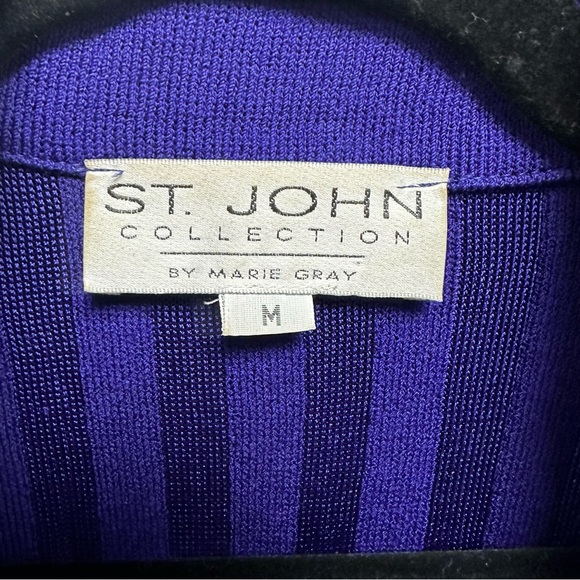 ST. JOHN
COLLECTION
BY MARIE GRAY
M